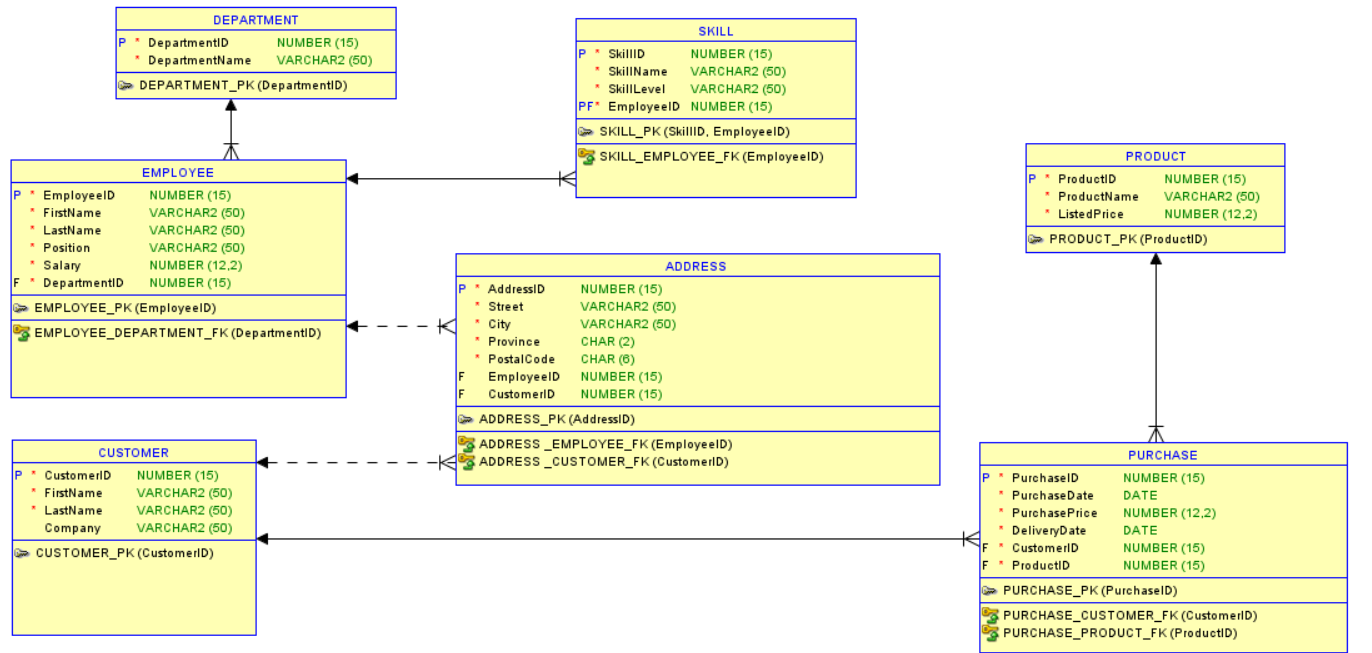 DEPARTMENT
P * DepartmentID NUMBER (15)
* DepartmentName VARCHAR2 (50)
DEPARTMENT_PK (DepartmentID)
SKILL
P * SkillID NUMBER (15)
* SkillName VARCHAR2 (50)
* SkillLevel VARCHAR2 (50)
PF* EmployeeID NUMBER (15)
SKILL_PK (SkillID, EmployeeID)
SKILL_EMPLOYEE_FK (EmployeeID)
EMPLOYEE
P * EmployeeID NUMBER (15)
* FirstName VARCHAR2 (50)
* LastName VARCHAR2 (50)
* Position VARCHAR2 (50)
* Salary NUMBER (12,2)
F * DepartmentID NUMBER (15)
EMPLOYEE_PK (EmployeeID)
EMPLOYEE_DEPARTMENT_FK (DepartmentID)
PRODUCT
P * ProductID NUMBER (15)
* ProductName VARCHAR2 (50)
* ListedPrice NUMBER (12,2)
PRODUCT_PK (ProductID)
ADDRESS
P * AddressID NUMBER (15)
* Street VARCHAR2 (50)
* City VARCHAR2 (50)
* Province CHAR (2)
* PostalCode CHAR (6)
F EmployeeID NUMBER (15)
F CustomerID NUMBER (15)
ADDRESS_PK (AddressID)
ADDRESS _EMPLOYEE_FK (EmployeeID)
ADDRESS _CUSTOMER_FK (CustomerID)
CUSTOMER
P * CustomerID NUMBER (15)
* FirstName VARCHAR2 (50)
* LastName VARCHAR2 (50)
Company VARCHAR2 (50)
CUSTOMER_PK (CustomerID)
PURCHASE
P * PurchaseID NUMBER (15)
* PurchaseDate DATE
* PurchasePrice NUMBER (12,2)
* DeliveryDate DATE
F * CustomerID NUMBER (15)
F * ProductID NUMBER (15)
PURCHASE_PK (PurchaseID)
PURCHASE_CUSTOMER_FK (CustomerID)
PURCHASE_PRODUCT_FK (ProductID)